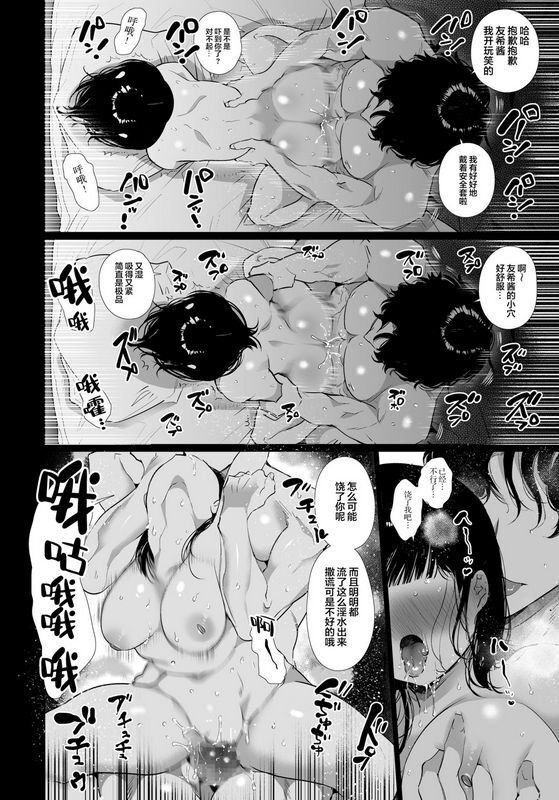 哈哈
抱歉抱歉
友希酱
我开玩笑的
我有好好地
戴着安全套啦
是不是
吓到你了?
对不起…
呼哦!
呼哦!
啊~
友希酱的小穴
好舒服…
又湿
吸得又紧
简直是极品
哦
哦
哦
嚯…
已经…
不行了…
饶了我吧…
怎么可能
饶了你呢
而且明明都
流了这么淫水出来
撒谎可是不好的哦
啊
哦
咕
哦
哦
哦